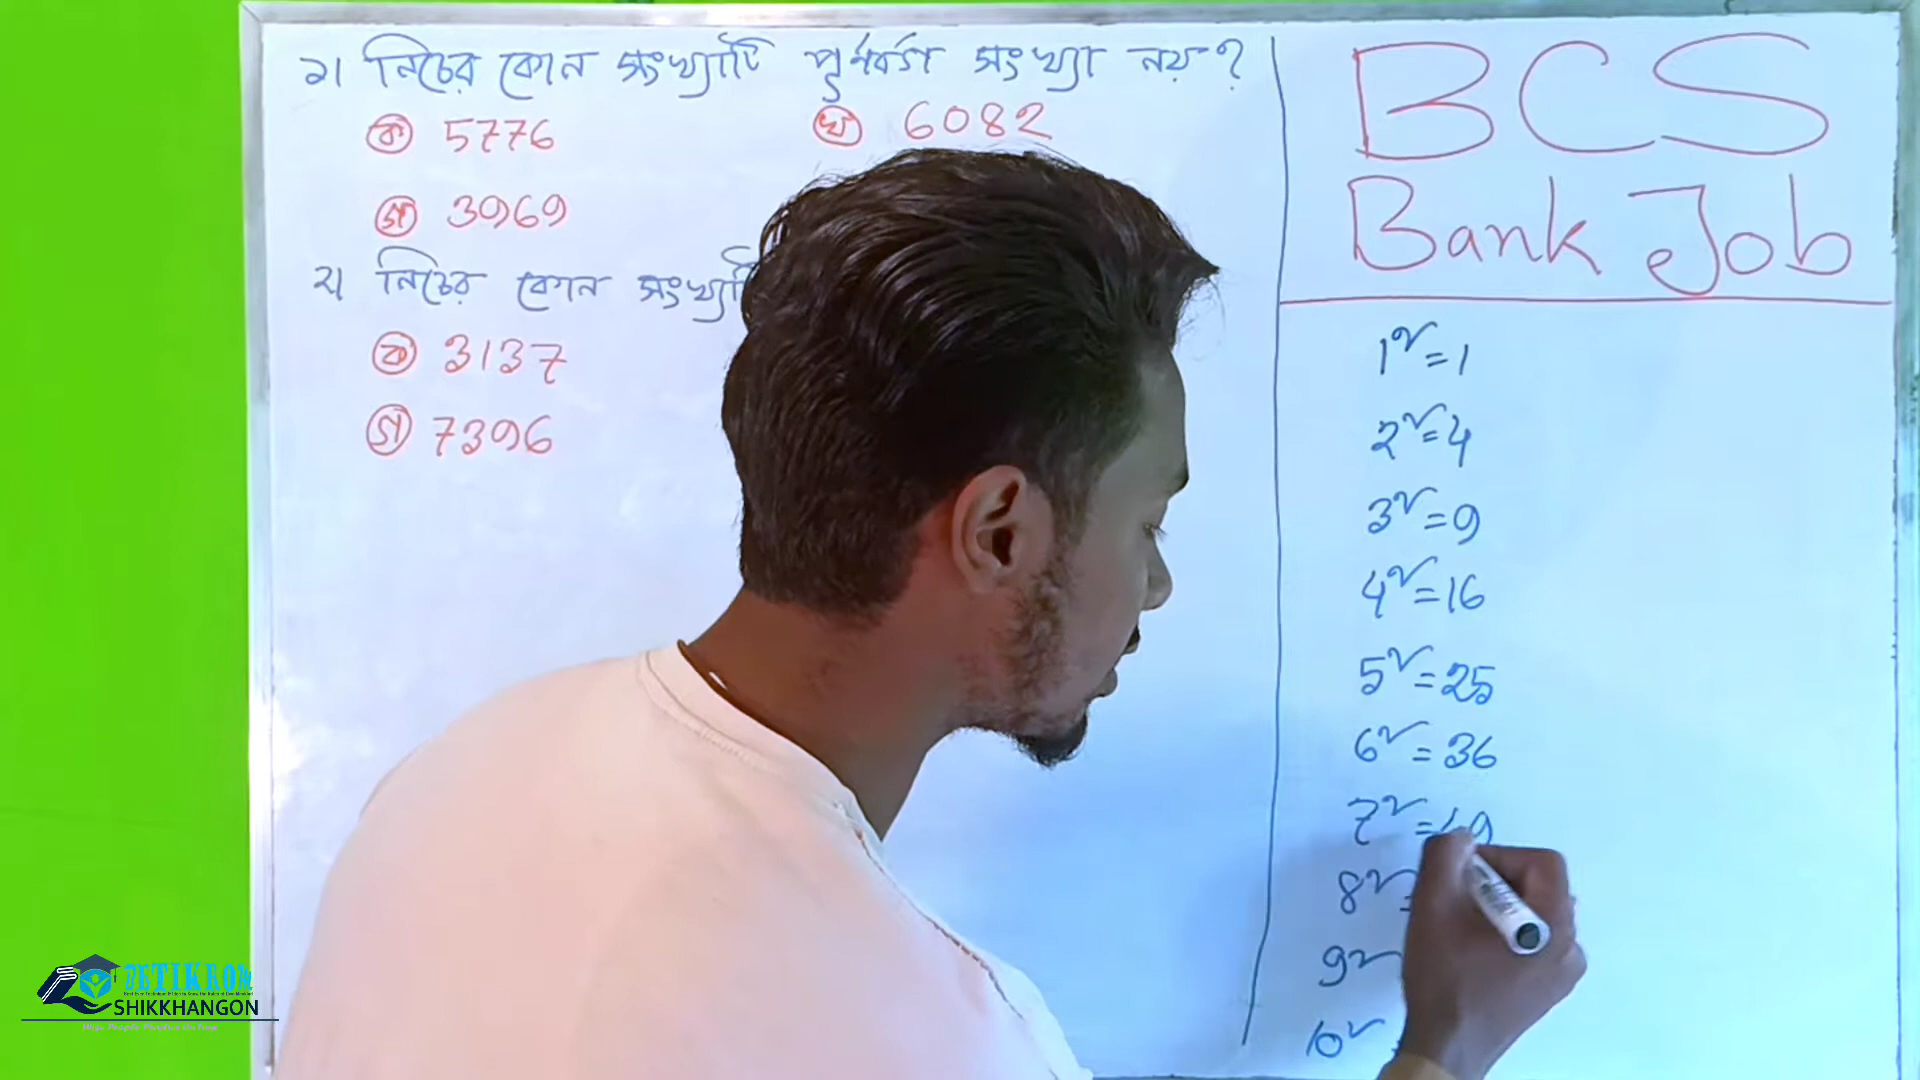 ১। নিচের কোন সংখ্যাটি পূর্ণবর্গ সংখ্যা নয়?
ক 5776 খ 6082
গ 3969
২। নিচের কোন সংখ্যাটি
ক 3137
গ 7396
BCS
Bank Job
1² = 1
2² = 4
3² = 9
4² = 16
5² = 25
6² = 36
7² = 49
8² =
9²
10²
BETIKROM
SHIKKHANGON